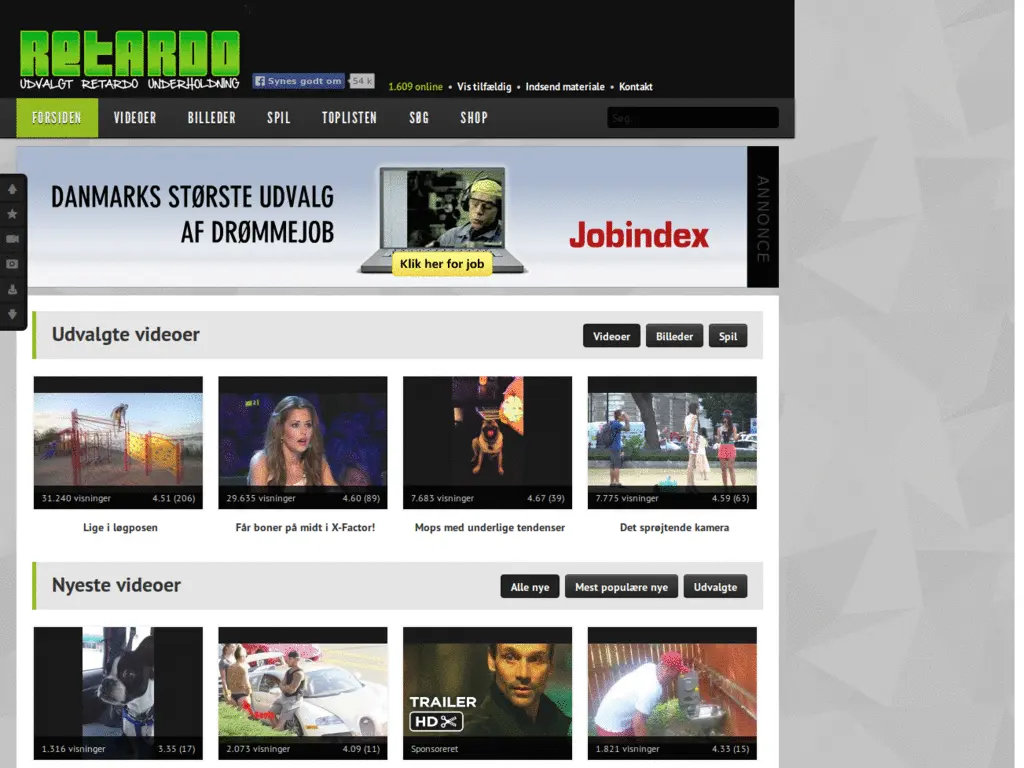 RETARDO
UDVALGT RETARDO UNDERHOLDNING
Synes godt om 54 k
1.609 online • Vis tilfældig • Indsend materiale • Kontakt
FORSIDEN VIDEOER BILLEDER SPIL TOPLISTEN SØG SHOP
Søg
DANMARKS STØRSTE UDVALG
AF DRØMMEJOB
Klik her for job
Jobindex
ANNONCE
Udvalgte videoer
Videoer Billeder Spil
31.240 visninger 4.51 (206)
29.635 visninger 4.60 (89)
7.683 visninger 4.67 (39)
7.775 visninger 4.59 (63)
Lige i løgposen
Får boner på midt i X-Factor!
Mops med underlige tendenser
Det sprøjtende kamera
Nyeste videoer
Alle nye Mest populære nye Udvalgte
TRAILER
HD
1.316 visninger 3.35 (17)
2.073 visninger 4.09 (11)
Sponsoreret
1.821 visninger 4.33 (15)